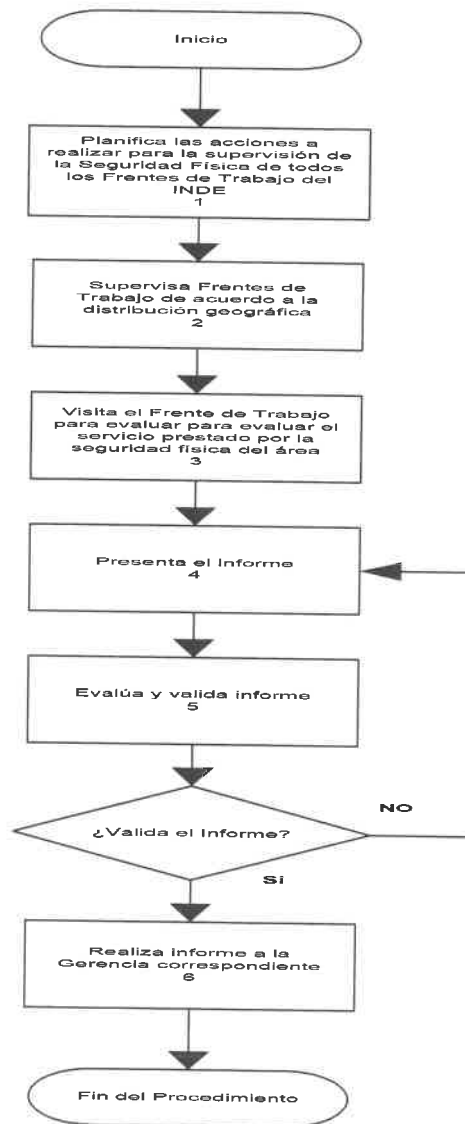 Inicio
Planifica las acciones a
realizar para la supervisión de
la Seguridad Física de todos
los Frentes de Trabajo del
INDE
1
Supervisa Frentes de
Trabajo de acuerdo a la
distribución geográfica
2
Visita el Frente de Trabajo
para evaluar para evaluar el
servicio prestado por la
seguridad física del área
3
Presenta el Informe
4
Evalúa y valida informe
5
¿Valida el Informe?
NO
Si
Realiza informe a la
Gerencia correspondiente
6
Fin del Procedimiento